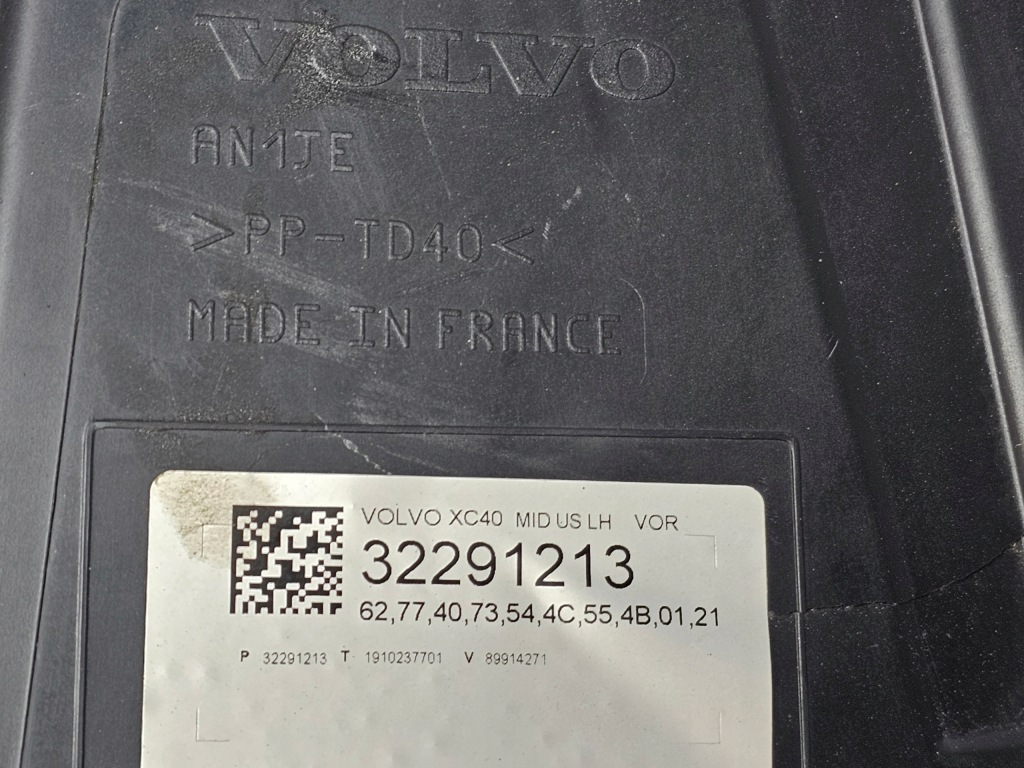 VOLVO
AN1JE
>PP-TD40<
MADE IN FRANCE
VOLVO XC40 MID US LH VOR
32291213
62,77,40,73,54,4C,55,4B,01,21
P 32291213 T 1910237701 V 89914271